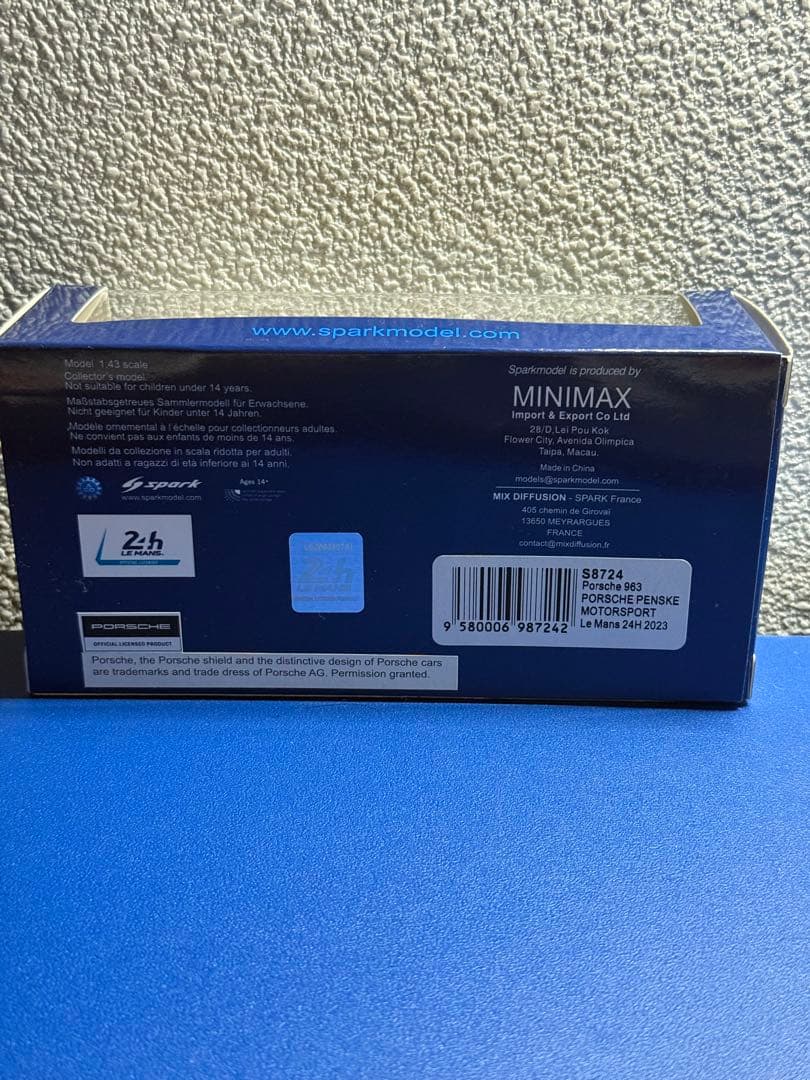 www.sparkmodel.com
Model 1:43 scale
Collector's model.
Not suitable for children under 14 years.
Maßstabsgetreues Sammlermodell für Erwachsene.
Nicht geeignet für Kinder unter 14 Jahren.
Modèle ornemental à l'échelle pour collectionneurs adultes.
Ne convient pas aux enfants de moins de 14 ans.
Modelli da collezione in scala ridotta per adulti.
Non adatti a ragazzi di età inferiore ai 14 anni.
spark
www.sparkmodel.com
Ages 14+
24h
LE MANS
OFFICIAL LICENSED
24h
LE MANS
PORSCHE
OFFICIAL LICENSED PRODUCT
Porsche, the Porsche shield and the distinctive design of Porsche cars
are trademarks and trade dress of Porsche AG. Permission granted.
Sparkmodel is produced by
MINIMAX
Import & Export Co Ltd
28/D,Lei Pou Kok
Flower City, Avenida Olimpica
Taipa, Macau.
Made in China
models@sparkmodel.com
MIX DIFFUSION - SPARK France
405 chemin de Girovaï
13650 MEYRARGUES
FRANCE
contact@mixdiffusion.fr
9 580006 987242
S8724
Porsche 963
PORSCHE PENSKE
MOTORSPORT
Le Mans 24H 2023